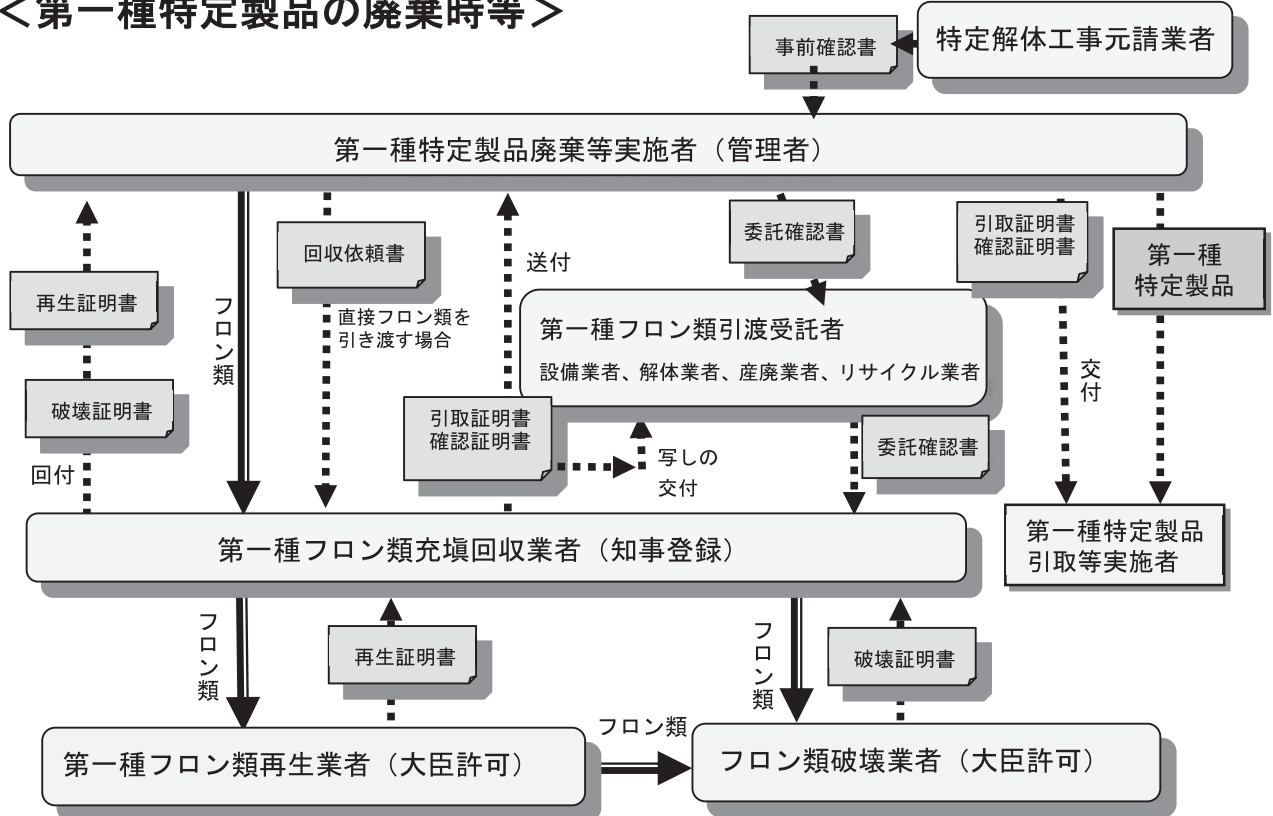 ＜第一種特定製品の廃棄時等＞
事前確認書
特定解体工事元請業者
第一種特定製品廃棄等実施者（管理者）
再生証明書
破壊証明書
回付
フロン類
回収依頼書
直接フロン類を
引き渡す場合
送付
委託確認書
第一種フロン類引渡受託者
設備業者、解体業者、産廃業者、リサイクル業者
引取証明書
確認証明書
写しの
交付
委託確認書
引取証明書
確認証明書
交付
第一種
特定製品
第一種特定製品
引取等実施者
第一種フロン類充塡回収業者（知事登録）
フロン類
再生証明書
フロン類
破壊証明書
第一種フロン類再生業者（大臣許可）
フロン類
フロン類破壊業者（大臣許可）